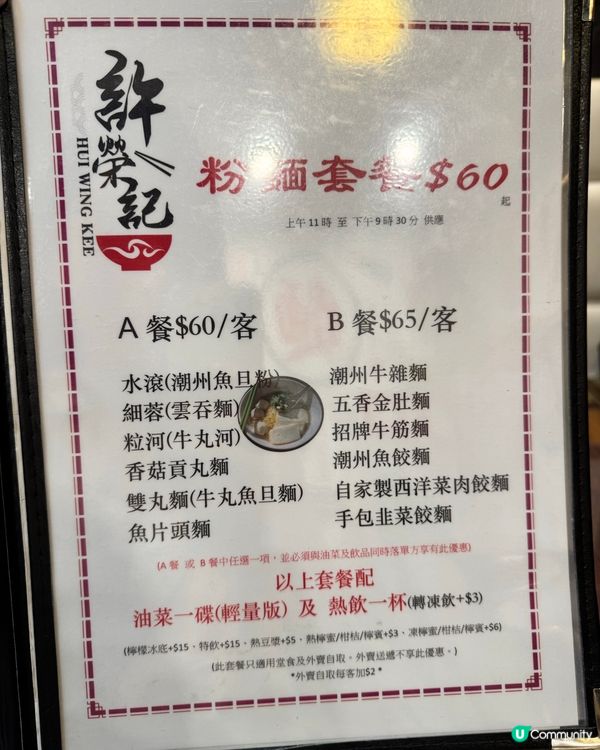 許榮記
HUI WING KEE
粉麵套餐$60
起
上午11時 至 下午9時30分 供應
A 餐$60/客
水滾(潮州魚旦粉)
細蓉(雲吞麵)
粒河(牛丸河)
香菇貢丸麵
雙丸麵(牛丸魚旦麵)
魚片頭麵
B 餐$65/客
潮州牛雜麵
五香金肚麵
招牌牛筋麵
潮州魚餃麵
自家製西洋菜肉餃麵
手包韭菜餃麵
(A 餐 或 B 餐中任選一項，並必須與油菜及飲品同時落單方享有此優惠)
以上套餐配
油菜一碟(輕量版) 及 熱飲一杯(轉凍飲+$3)
(檸檬冰底+$15、特飲+$15、熱豆漿+$5、熱檸蜜/柑桔/檸賓+$3、凍檸蜜/柑桔/檸賓+$6)
(此套餐只適用堂食及外賣自取。外賣送遞不享此優惠。)
*外賣自取每客加$2 *
U Community